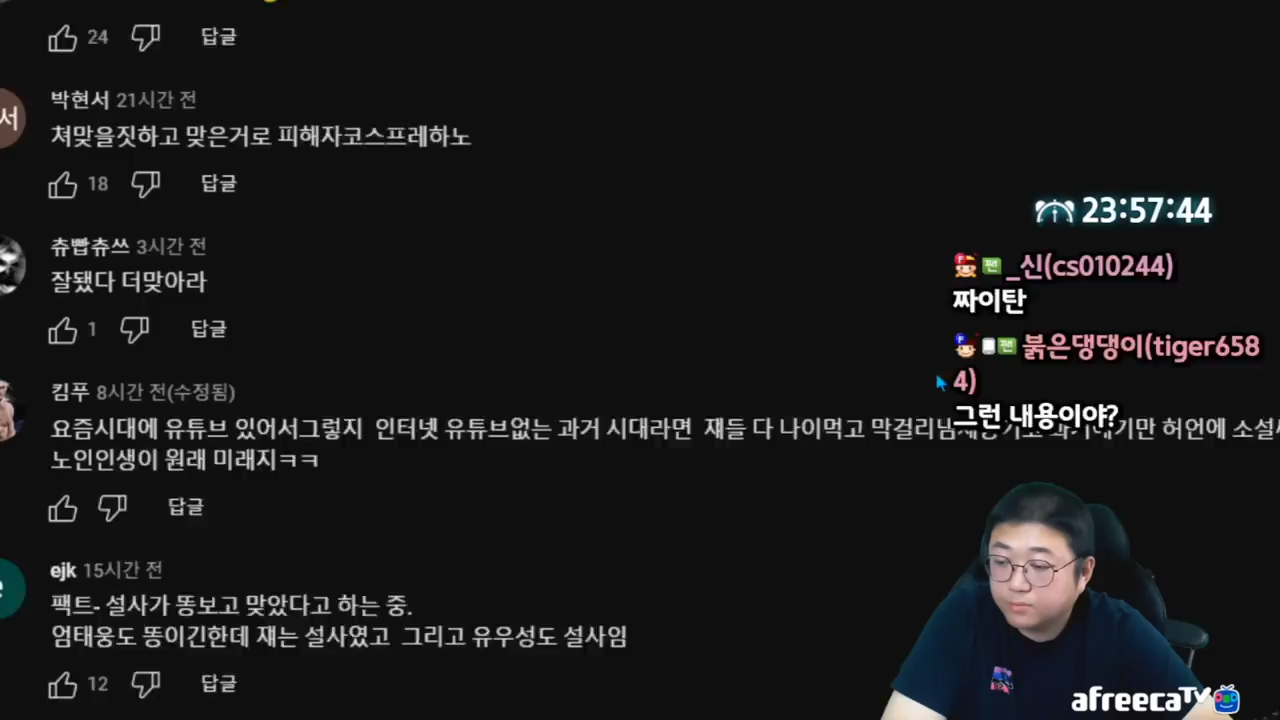 24 답글
서
박현서 21시간 전
쳐맞을짓하고 맞은거로 피해자코스프레하노
18 답글
츄빱츄쓰 3시간 전
잘됐다 더맞아라
1 답글
킴푸 8시간 전(수정됨)
요즘시대에 유튜브 있어서그렇지 인터넷 유튜브없는 과거 시대라면 쟤들 다 나이먹고 허언에
노인인생이 원래 미래지ㅋㅋ
답글
e
ejk 15시간 전
팩트- 설사가 똥보고 맞았다고 하는 중.
엄태웅도 똥이긴한데 쟤는 설사였고 그리고 유우성도 설사임
12 답글
23:57:44
팬 _신(cs010244)
짜이탄
팬 붉은댕댕이(tiger658
4)
그런 내용이야?
afreecaTV